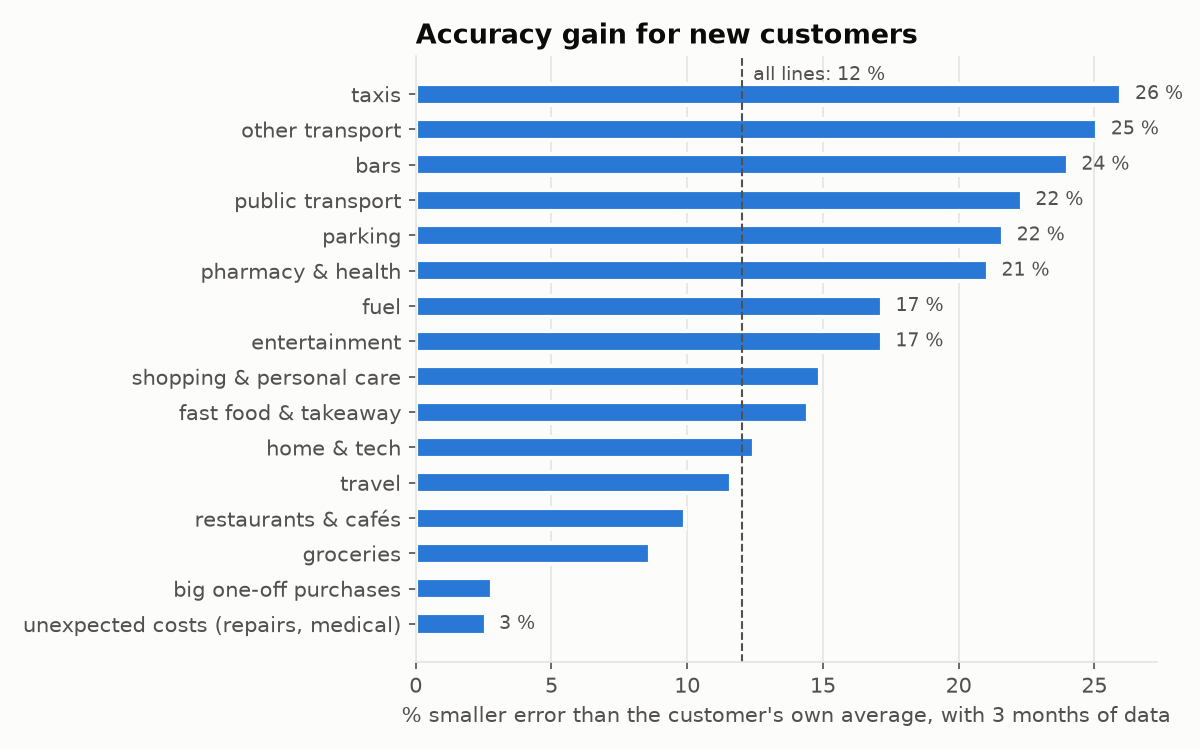 Accuracy gain for new customers
all lines: 12 %
taxis 26 %
other transport 25 %
bars 24 %
public transport 22 %
parking 22 %
pharmacy & health 21 %
fuel 17 %
entertainment 17 %
shopping & personal care
fast food & takeaway
home & tech
travel
restaurants & cafés
groceries
big one-off purchases
unexpected costs (repairs, medical) 3 %
0 5 10 15 20 25
% smaller error than the customer's own average, with 3 months of data